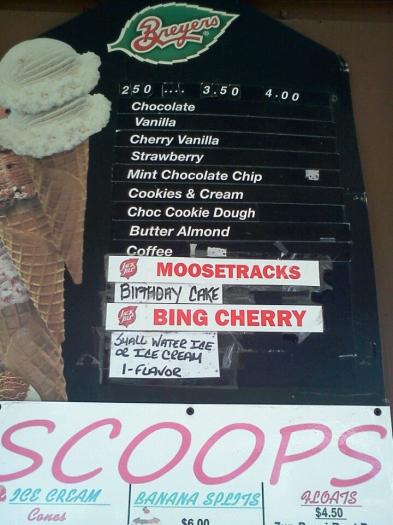 Breyers
250 .... 3.50 4.00
Chocolate
Vanilla
Cherry Vanilla
Strawberry
Mint Chocolate Chip
Cookies & Cream
Choc Cookie Dough
Butter Almond
Coffee
MOOSETRACKS
BIRTHDAY CAKE
BING CHERRY
SMALL WATER ICE
OR ICE CREAM
1-FLAVOR
SCOOPS
ICE CREAM BANANA SPLITS FLOATS
Cones $6.00 $4.50